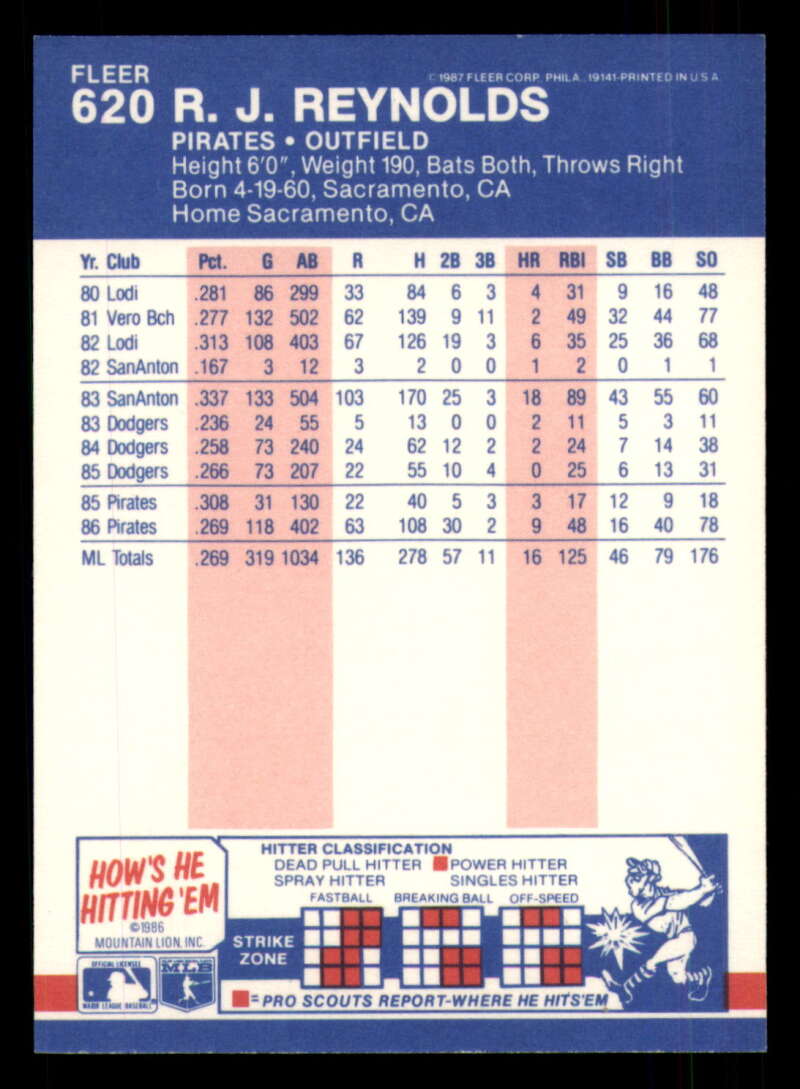 FLEER
© 1987 FLEER CORP. PHILA., 19141-PRINTED IN U S A
620 R. J. REYNOLDS
PIRATES • OUTFIELD
Height 6'0", Weight 190, Bats Both, Throws Right
Born 4-19-60, Sacramento, CA
Home Sacramento, CA
Yr. Club Pct. G AB R H 2B 3B HR RBI SB BB SO
80 Lodi .281 86 299 33 84 6 3 4 31 9 16 48
81 Vero Bch .277 132 502 62 139 9 11 2 49 32 44 77
82 Lodi .313 108 403 67 126 19 3 6 35 25 36 68
82 SanAnton .167 3 12 3 2 0 0 1 2 0 1 1
83 SanAnton .337 133 504 103 170 25 3 18 89 43 55 60
83 Dodgers .236 24 55 5 13 0 0 2 11 5 3 11
84 Dodgers .258 73 240 24 62 12 2 2 24 7 14 38
85 Dodgers .266 73 207 22 55 10 4 0 25 6 13 31
85 Pirates .308 31 130 22 40 5 3 3 17 12 9 18
86 Pirates .269 118 402 63 108 30 2 9 48 16 40 78
ML Totals .269 319 1034 136 278 57 11 16 125 46 79 176
HOW'S HE
HITTING 'EM
©1986
MOUNTAIN LION, INC.
OFFICIAL LICENSEE
MAJOR LEAGUE BASEBALL
MLB
HITTER CLASSIFICATION
DEAD PULL HITTER POWER HITTER
SPRAY HITTER SINGLES HITTER
FASTBALL BREAKING BALL OFF-SPEED
STRIKE
ZONE
= PRO SCOUTS REPORT-WHERE HE HITS'EM